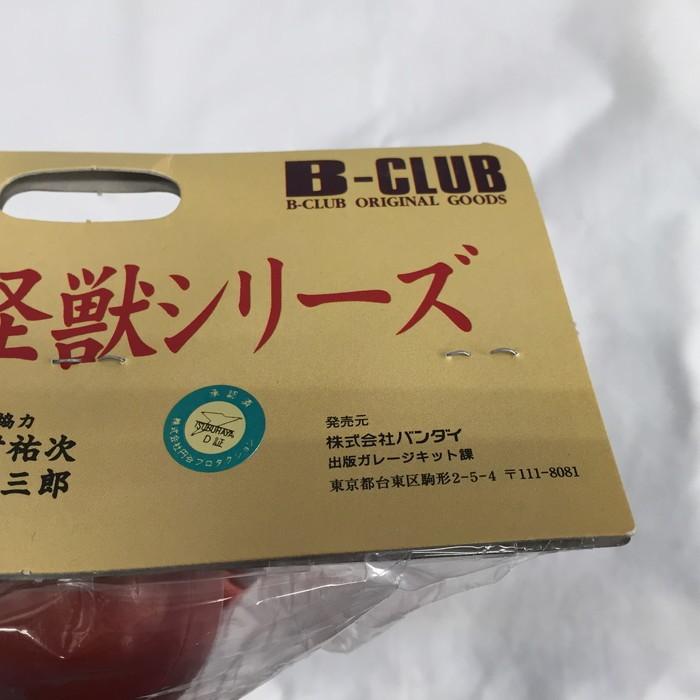 B-CLUB
B-CLUB ORIGINAL GOODS
怪獣シリーズ
協力
祐次
三郎
承認済
TSUBURAYA
D証
株式会社円谷プロダクション
発売元
株式会社バンダイ
出版ガレージキット課
東京都台東区駒形2-5-4 〒111-8081